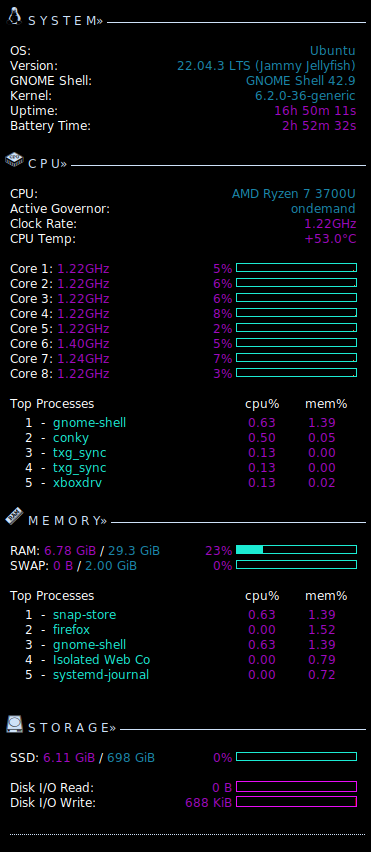 SYSTEM»
OS: Ubuntu
Version: 22.04.3 LTS (Jammy Jellyfish)
GNOME Shell: GNOME Shell 42.9
Kernel: 6.2.0-36-generic
Uptime: 16h 50m 11s
Battery Time: 2h 52m 32s
CPU»
CPU: AMD Ryzen 7 3700U
Active Governor: ondemand
Clock Rate: 1.22GHz
CPU Temp: +53.0°C
Core 1: 1.22GHz 5%
Core 2: 1.22GHz 6%
Core 3: 1.22GHz 6%
Core 4: 1.22GHz 8%
Core 5: 1.22GHz 2%
Core 6: 1.40GHz 5%
Core 7: 1.24GHz 7%
Core 8: 1.22GHz 3%
Top Processes cpu% mem%
1 - gnome-shell 0.63 1.39
2 - conky 0.50 0.05
3 - txg_sync 0.13 0.00
4 - txg_sync 0.13 0.00
5 - xboxdrv 0.13 0.02
MEMORY»
RAM: 6.78 GiB / 29.3 GiB 23%
SWAP: 0 B / 2.00 GiB 0%
Top Processes cpu% mem%
1 - snap-store 0.63 1.39
2 - firefox 0.00 1.52
3 - gnome-shell 0.63 1.39
4 - Isolated Web Co 0.00 0.79
5 - systemd-journal 0.00 0.72
STORAGE»
SSD: 6.11 GiB / 698 GiB 0%
Disk I/O Read: 0 B
Disk I/O Write: 688 KiB